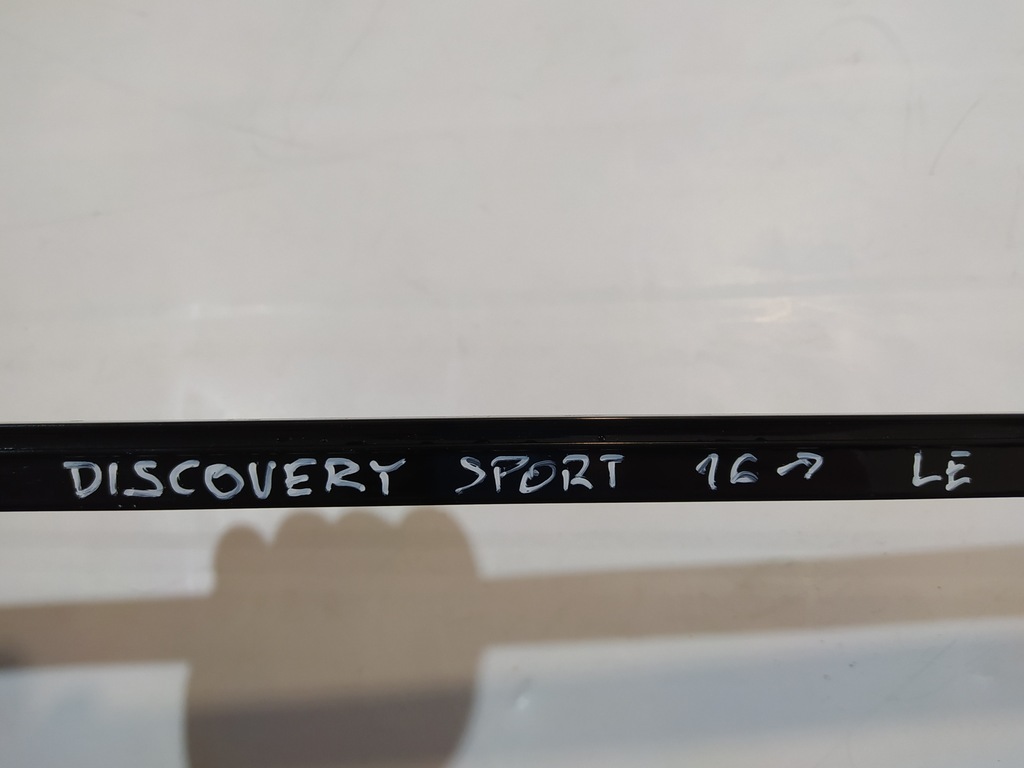 DISCOVERY SPORT 16 → LE